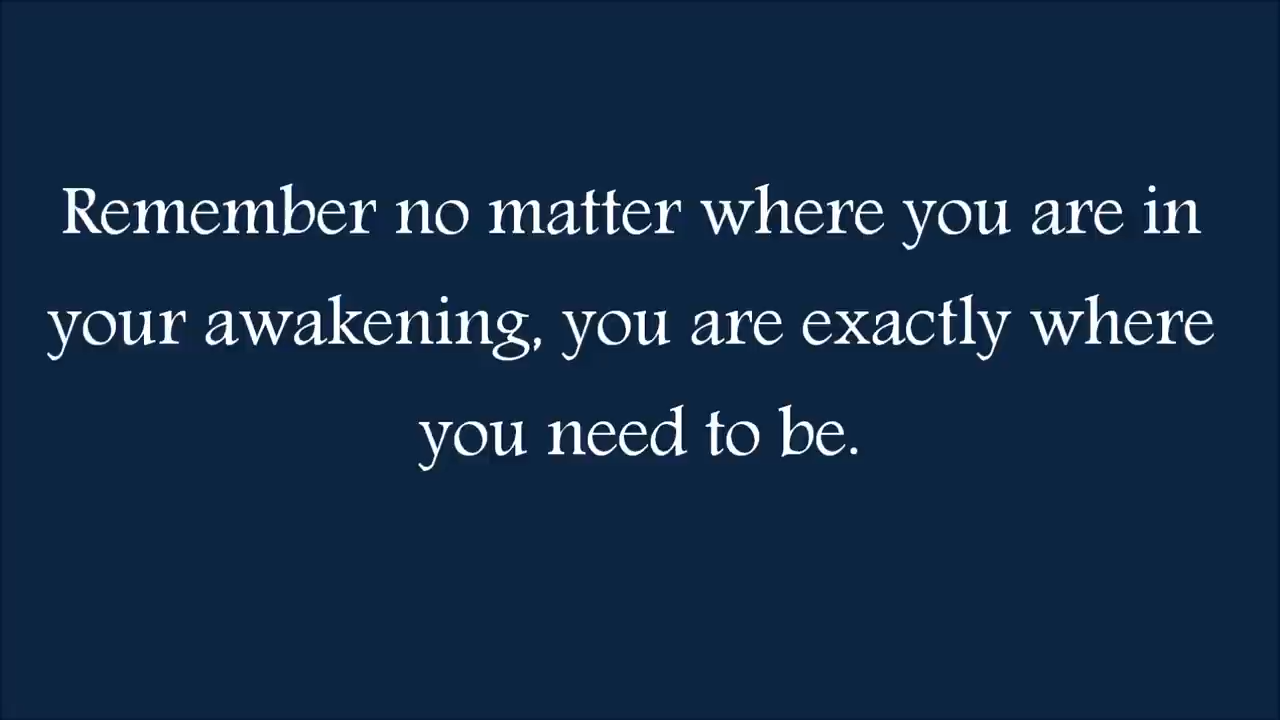 Remember no matter where you are in
your awakening, you are exactly where
you need to be.